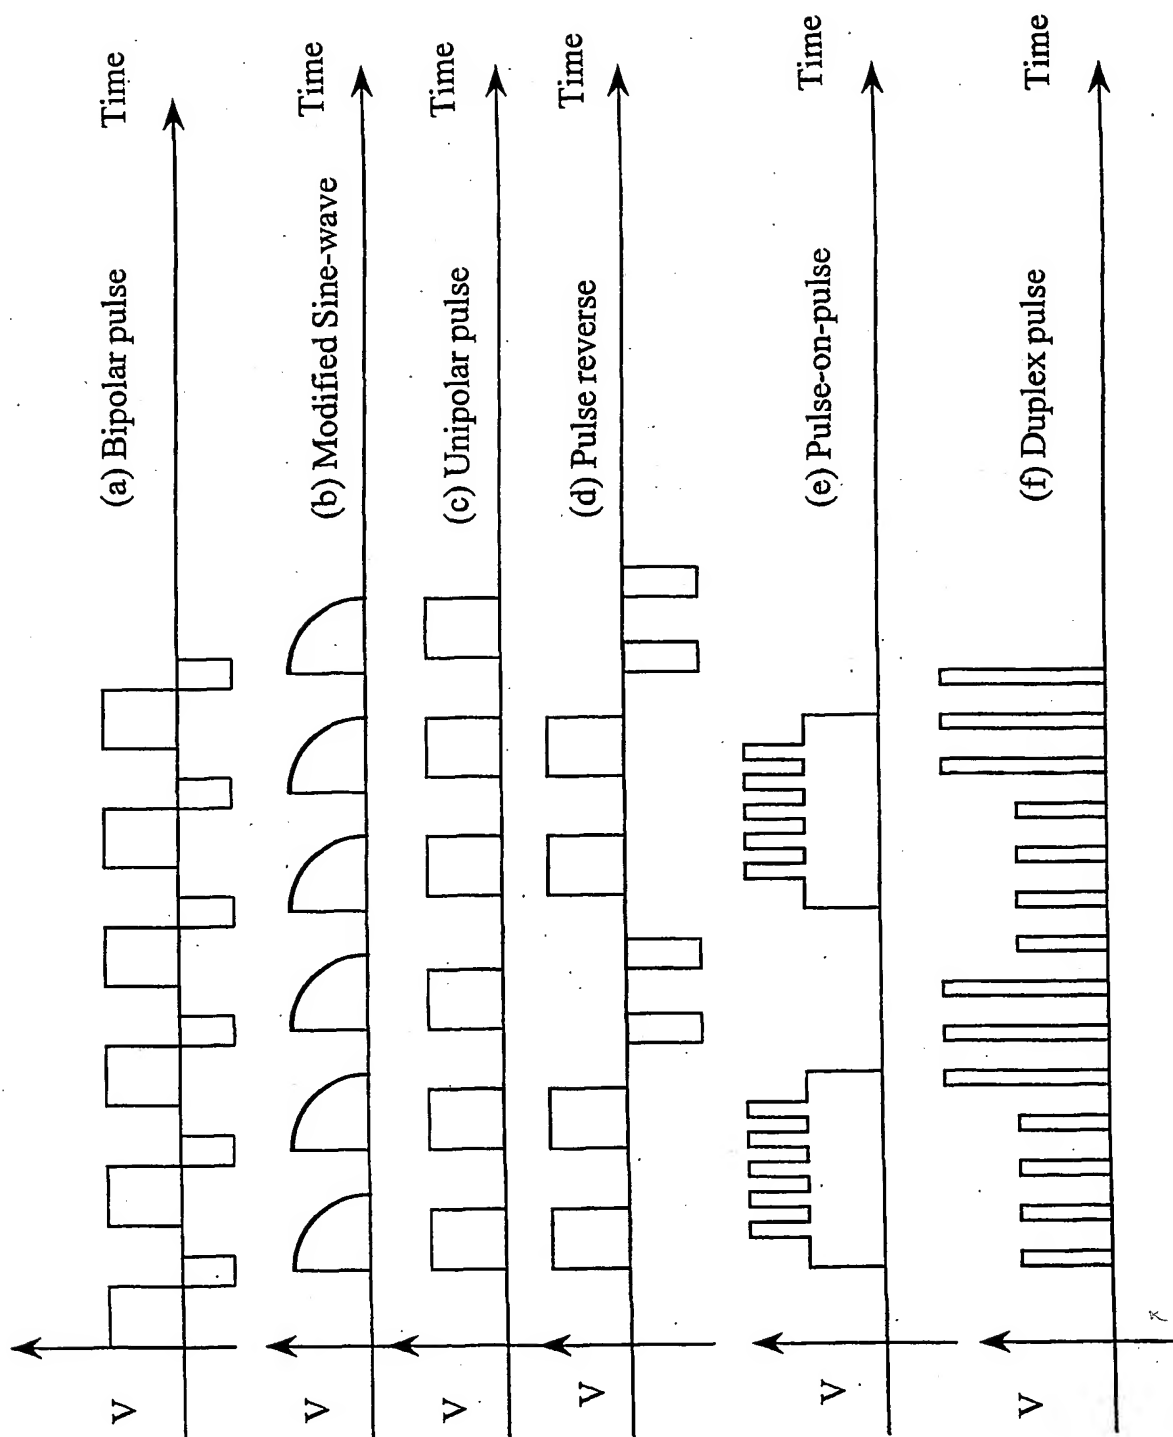 V
(a) Bipolar pulse
Time
V
(b) Modified Sine-wave
Time
V
(c) Unipolar pulse
Time
V
(d) Pulse reverse
Time
V
(e) Pulse-on-pulse
Time
V
(f) Duplex pulse
Time